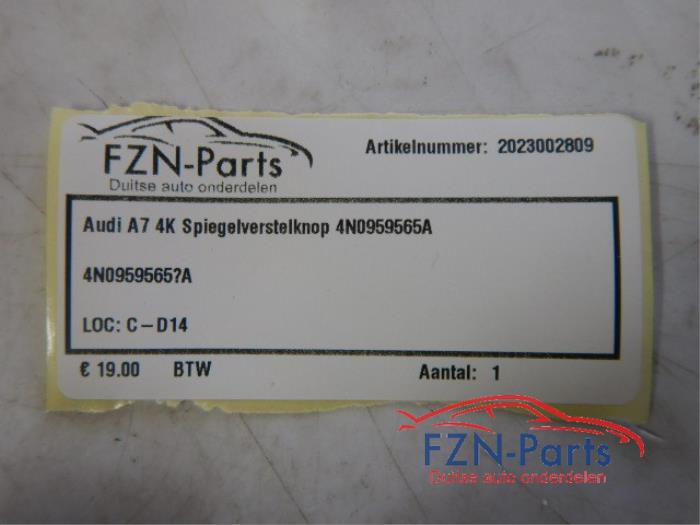 FZN-Parts
Duitse auto onderdelen
Artikelnummer: 2023002809
Audi A7 4K Spiegelverstelknop 4N0959565A
4N0959565?A
LOC: C-D14
€ 19.00 BTW Aantal: 1
FZN-Parts
Duitse auto onderdelen